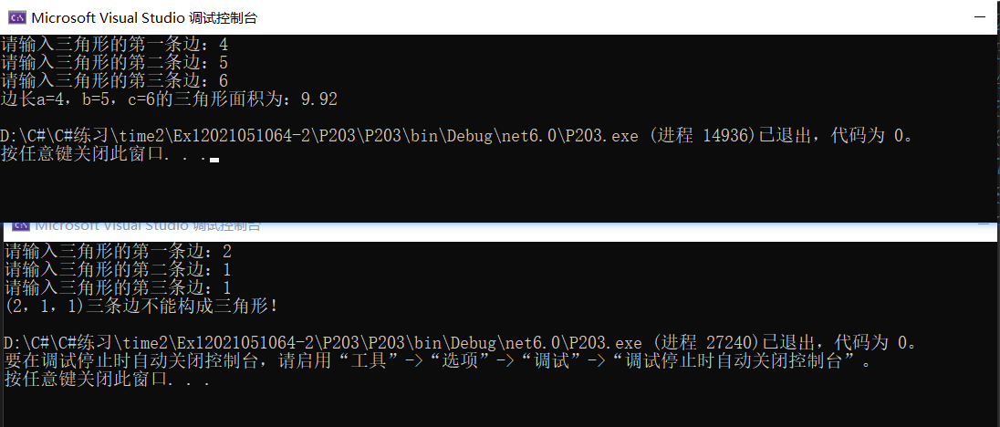 Microsoft Visual Studio 调试控制台
请输入三角形的第一条边：4
请输入三角形的第二条边：5
请输入三角形的第三条边：6
边长a=4，b=5，c=6的三角形面积为：9.92
D:\C#\C#练习\time2\Ex12021051064-2\P203\P203\bin\Debug\net6.0\P203.exe (进程 14936)已退出，代码为 0。
按任意键关闭此窗口. . .
Microsoft Visual Studio 调试控制台
请输入三角形的第一条边：2
请输入三角形的第二条边：1
请输入三角形的第三条边：1
(2，1，1)三条边不能构成三角形！
D:\C#\C#练习\time2\Ex12021051064-2\P203\P203\bin\Debug\net6.0\P203.exe (进程 27240)已退出，代码为 0。
要在调试停止时自动关闭控制台，请启用“工具”->“选项”->“调试”->“调试停止时自动关闭控制台”。
按任意键关闭此窗口. . .